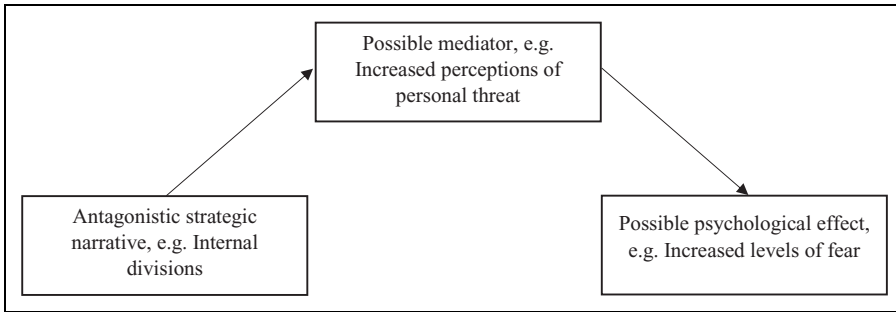 Possible mediator, e.g.
Increased perceptions of
personal threat
Antagonistic strategic
narrative, e.g. Internal
divisions
Possible psychological effect,
e.g. Increased levels of fear